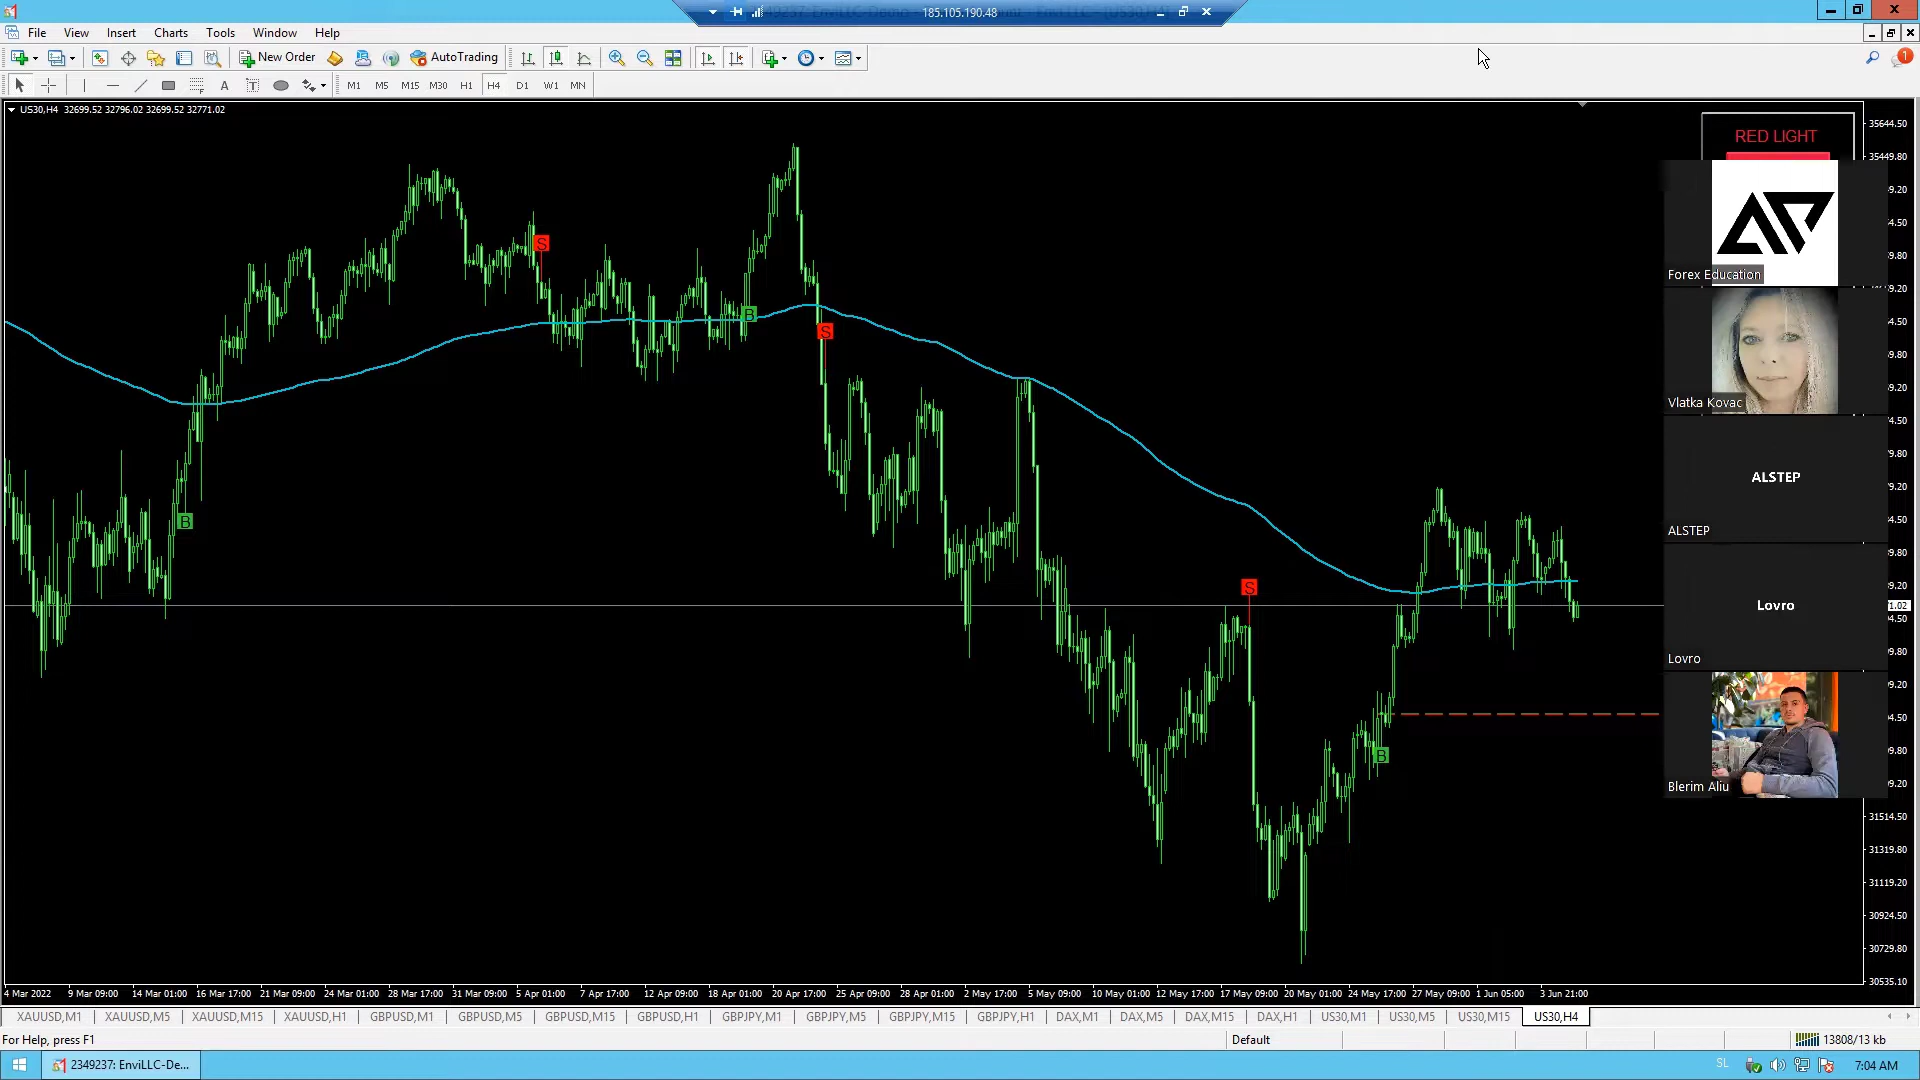 185.105.190.48
File View Insert Charts Tools Window Help
New Order AutoTrading 1
A T M1 M5 M15 M30 H1 H4 D1 W1 MN
US30,H4 32699.52 32796.02 32699.52 32771.02
35644.50
RED LIGHT
35449.80
S
Forex Education
B
S
Vlatka Kovac
ALSTEP
B
ALSTEP
S
Lovro
Lovro
B
Blerim Aliu
31514.50
31319.80
31119.20
30924.50
30729.80
30535.10
4 Mar 2022 9 Mar 09:00 14 Mar 01:00 16 Mar 17:00 21 Mar 09:00 24 Mar 01:00 28 Mar 17:00 31 Mar 09:00 5 Apr 01:00 7 Apr 17:00 12 Apr 09:00 18 Apr 01:00 20 Apr 17:00 25 Apr 09:00 28 Apr 01:00 2 May 17:00 5 May 09:00 10 May 01:00 12 May 17:00 17 May 09:00 20 May 01:00 24 May 17:00 27 May 09:00 1 Jun 05:00 3 Jun 21:00
XAUUSD,M1 XAUUSD,M5 XAUUSD,M15 XAUUSD,H1 GBPUSD,M1 GBPUSD,M5 GBPUSD,M15 GBPUSD,H1 GBPJPY,M1 GBPJPY,M5 GBPJPY,M15 GBPJPY,H1 DAX,M1 DAX,M5 DAX,M15 DAX,H1 US30,M1 US30,M5 US30,M15 US30,H4
For Help, press F1 Default 13808/13 kb
2349237: EnviLLC-De... SL 7:04 AM